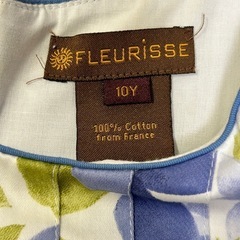 FLEURISSE
10Y
100% Cotton
from France